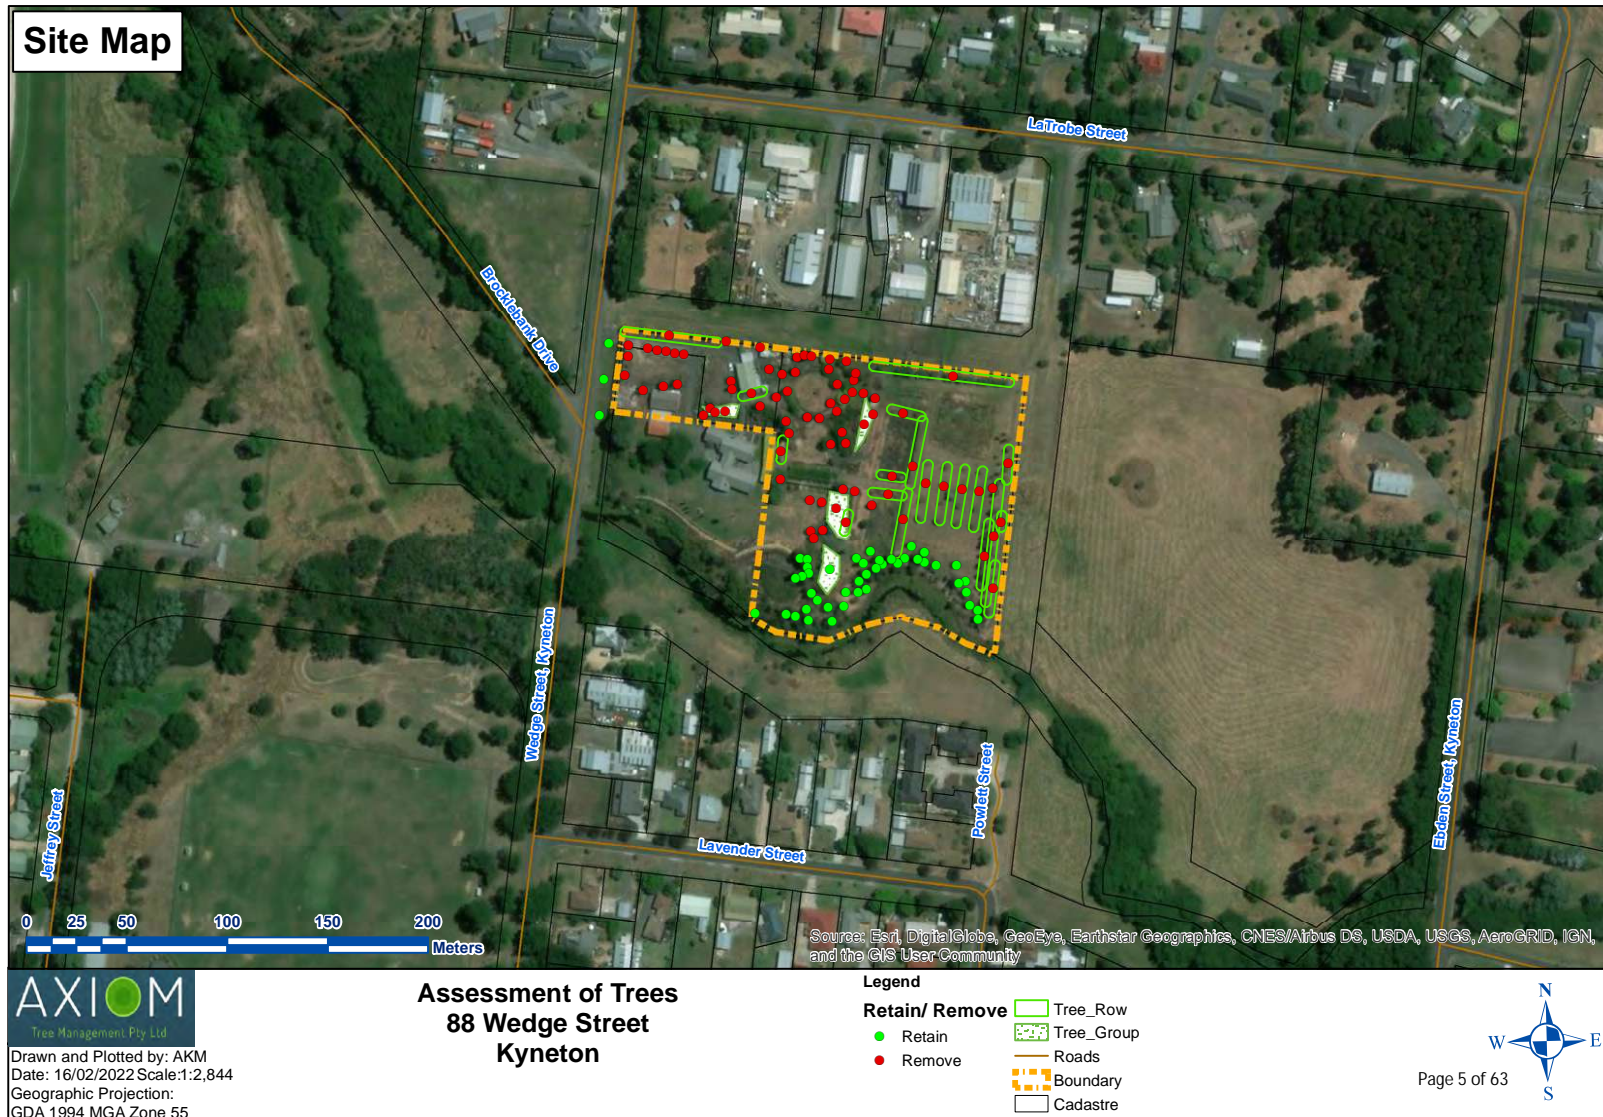 Site Map
LaTrobe Street
Brocklebank Drive
Wedge Street, Kyneton
Powlett Street
Ebden Street, Kyneton
Jeffrey Street
Lavender Street
0 25 50 100 150 200
Meters
Source: Esri, DigitalGlobe, GeoEye, Earthstar Geographics, CNES/Airbus DS, USDA, USGS, AeroGRID, IGN,
and the GIS User Community
AXIOM
Tree Management Pty Ltd
Drawn and Plotted by: AKM
Date: 16/02/2022 Scale:1:2,844
Geographic Projection:
GDA 1994 MGA Zone 55
Assessment of Trees
88 Wedge Street
Kyneton
Legend
Retain/ Remove
Retain
Remove
Tree_Row
Tree_Group
Roads
Boundary
Cadastre
Page 5 of 63
N
W E
S